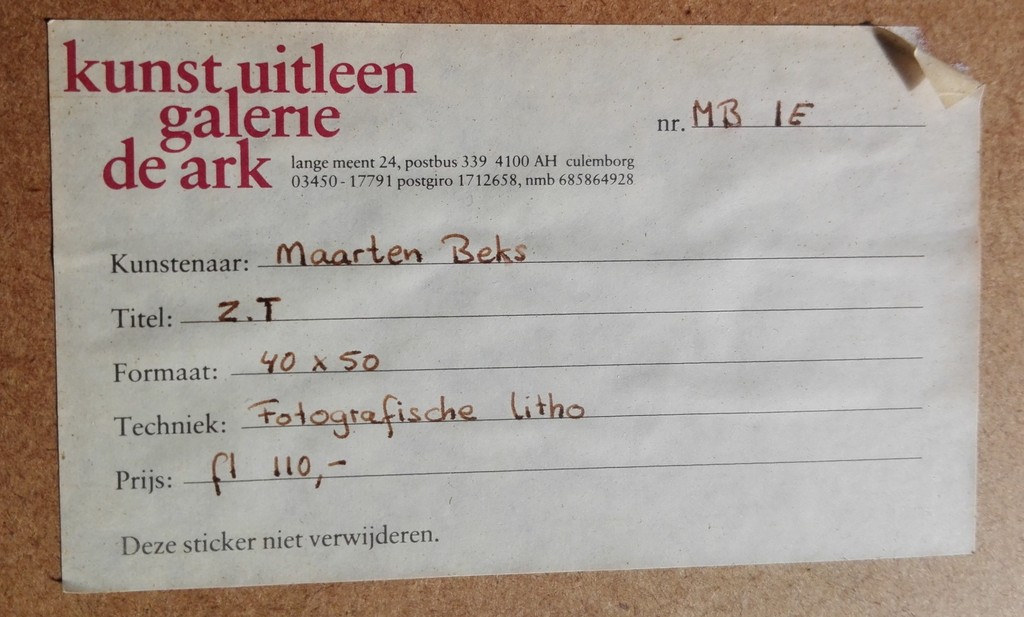 kunst uitleen
galerie
de ark
lange meent 24, postbus 339 4100 AH culemborg
03450-17791 postgiro 1712658, nmb 685864928
nr. MB 1E
Kunstenaar: Maarten Beks
Titel: Z.T
Formaat: 40 x 50
Techniek: Fotografische litho
Prijs: fl 110,-
Deze sticker niet verwijderen.